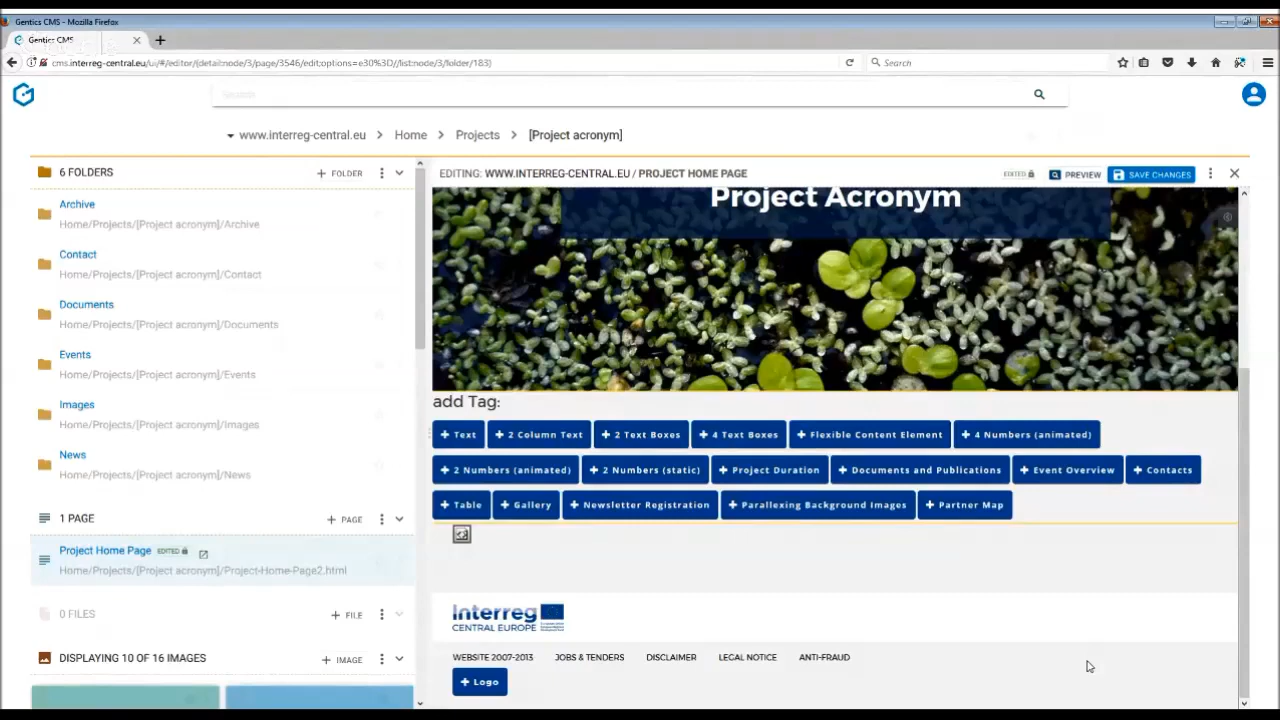 Gentics CMS - Mozilla Firefox
Gentics CMS
cms.interreg-central.eu/ui/#/editor/(detail:node/3/page/3546/edit;options=e30%3D//list:node/3/folder/183)
Search
Search
www.interreg-central.eu > Home > Projects > [Project acronym]
6 FOLDERS
+ FOLDER
Archive
Home/Projects/[Project acronym]/Archive
Contact
Home/Projects/[Project acronym]/Contact
Documents
Home/Projects/[Project acronym]/Documents
Events
Home/Projects/[Project acronym]/Events
Images
Home/Projects/[Project acronym]/Images
News
Home/Projects/[Project acronym]/News
1 PAGE
+ PAGE
Project Home Page EDITED
Home/Projects/[Project acronym]/Project-Home-Page2.html
0 FILES
+ FILE
DISPLAYING 10 OF 16 IMAGES
+ IMAGE
EDITING: WWW.INTERREG-CENTRAL.EU / PROJECT HOME PAGE
EDITED
PREVIEW
SAVE CHANGES
Project Acronym
add Tag:
+ Text + 2 Column Text + 2 Text Boxes + 4 Text Boxes + Flexible Content Element + 4 Numbers (animated)
+ 2 Numbers (animated) + 2 Numbers (static) + Project Duration + Documents and Publications + Event Overview + Contacts
+ Table + Gallery + Newsletter Registration + Parallexing Background Images + Partner Map
Interreg
CENTRAL EUROPE
WEBSITE 2007-2013 JOBS & TENDERS DISCLAIMER LEGAL NOTICE ANTI-FRAUD
+ Logo